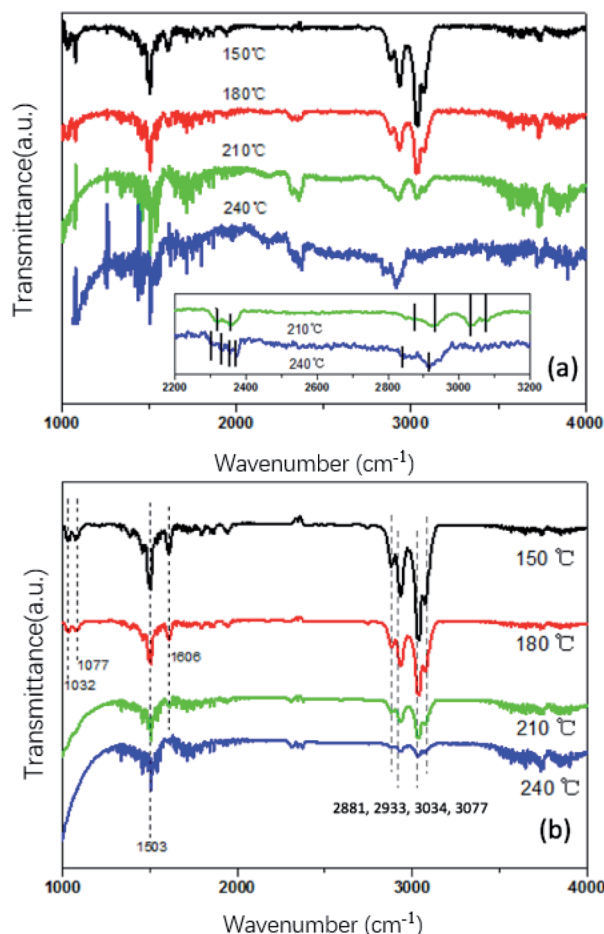 Transmittance(a.u.)
150℃
180℃
210℃
240℃
210℃
240℃
2200 2400 2600 2800 3000 3200
(a)
1000 2000 3000 4000
Wavenumber (cm⁻¹)
Transmittance(a.u.)
150 ℃
180 ℃
1077
1032
1606
210 ℃
240 ℃
2881, 2933, 3034, 3077
1503
(b)
1000 2000 3000 4000
Wavenumber (cm⁻¹)